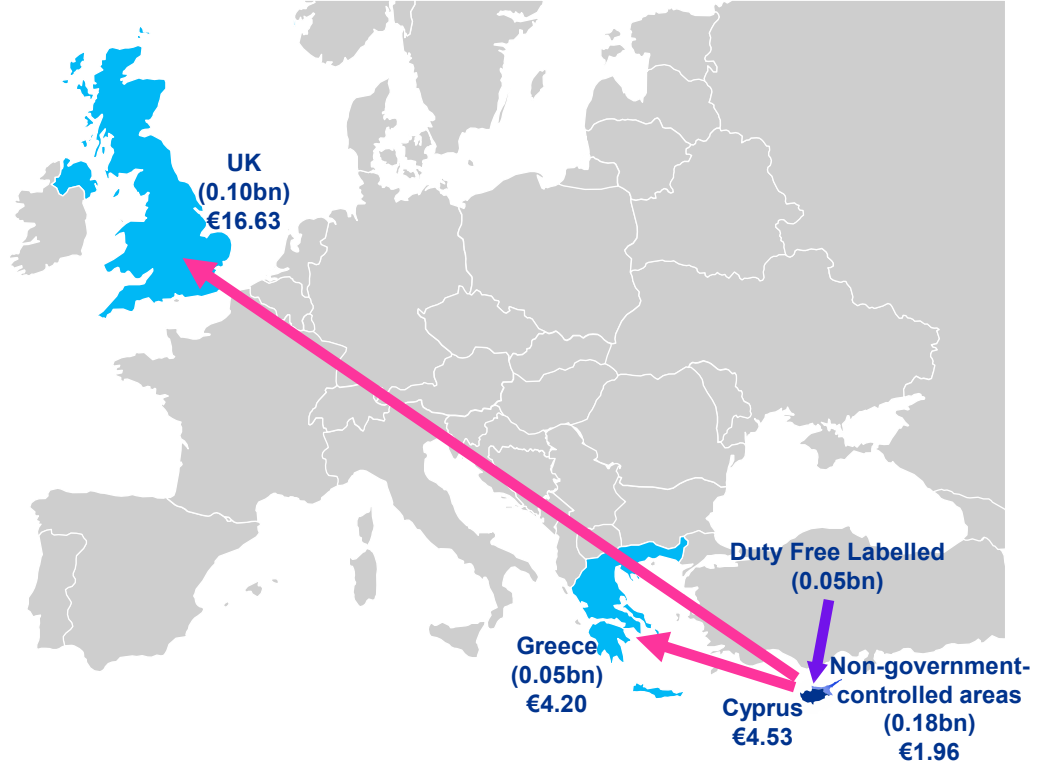 UK
(0.10bn)
€16.63
Duty Free Labelled
(0.05bn)
Greece
(0.05bn)
€4.20
Cyprus
€4.53
Non-government-
controlled areas
(0.18bn)
€1.96